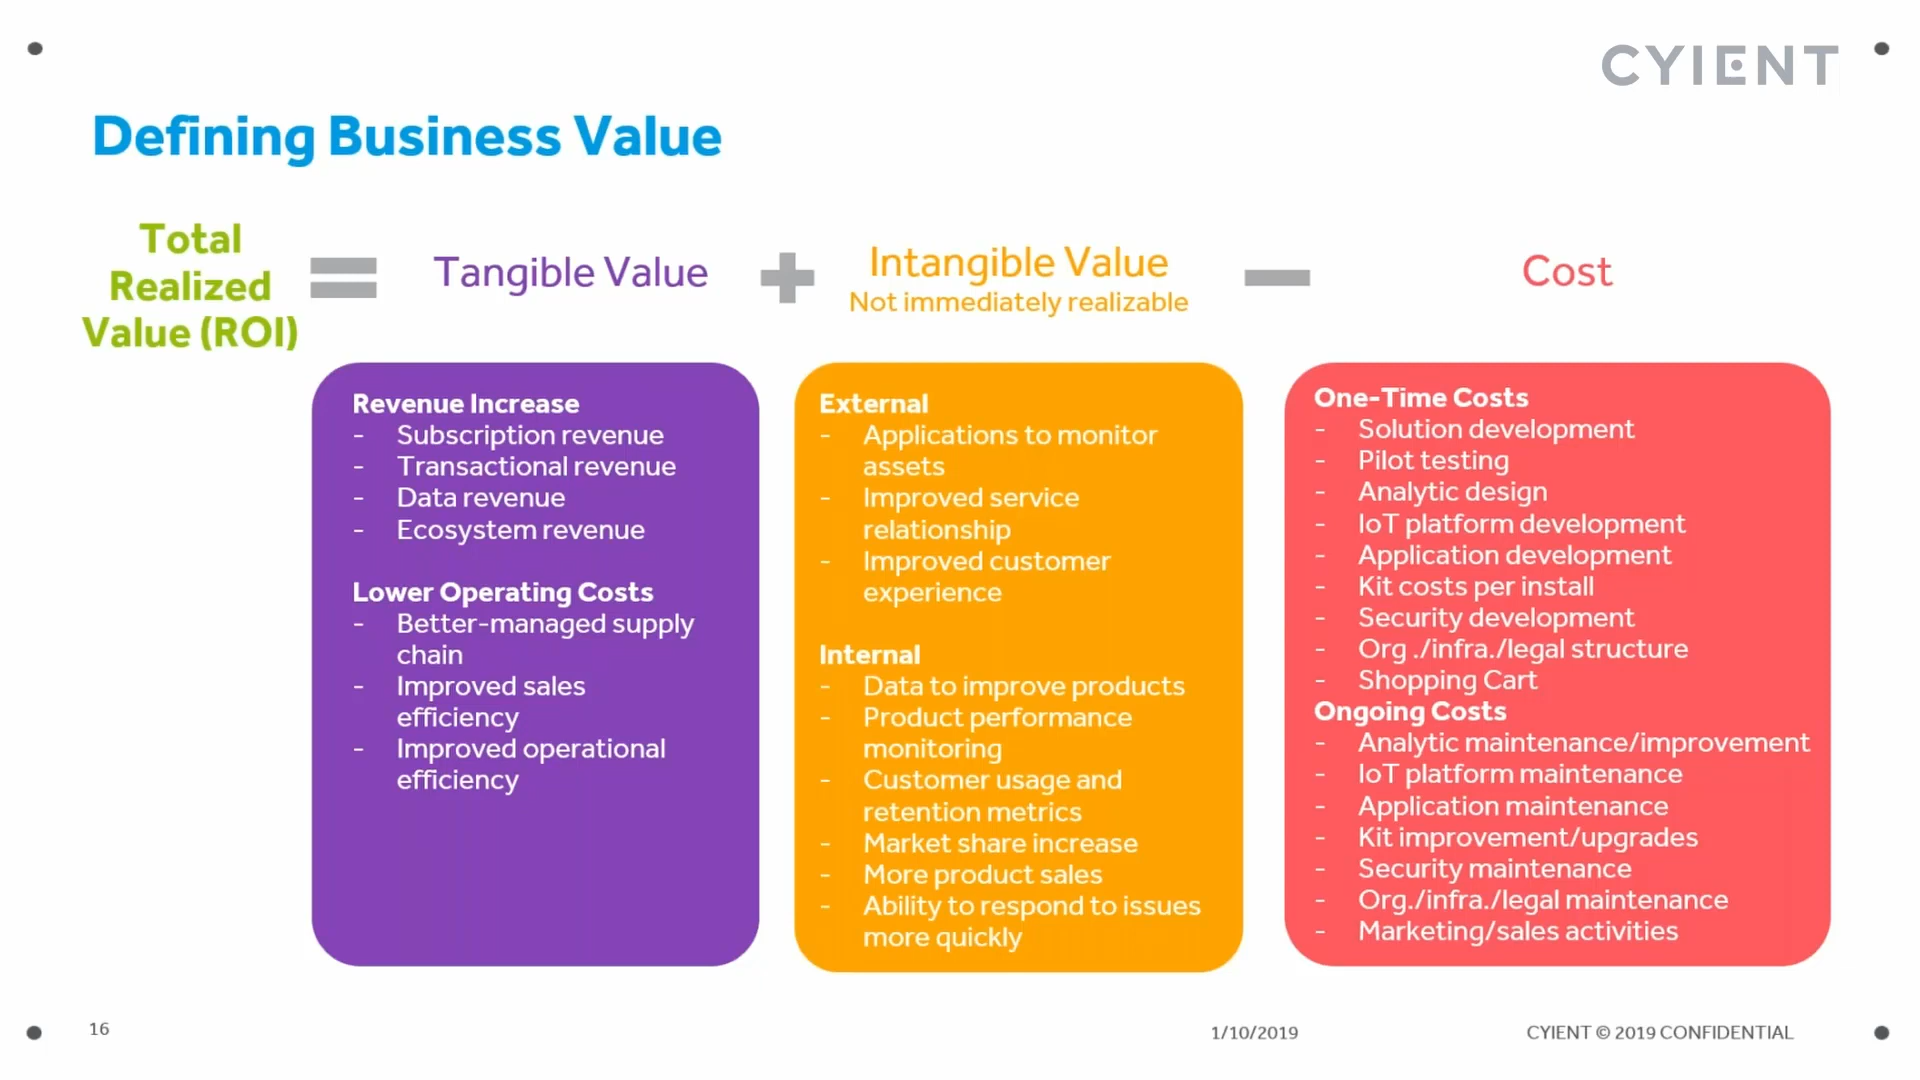 CYIENT
Defining Business Value
Total
Realized
Value (ROI)
=
Tangible Value
+
Intangible Value
Not immediately realizable
−
Cost
Revenue Increase
- Subscription revenue
- Transactional revenue
- Data revenue
- Ecosystem revenue
Lower Operating Costs
- Better-managed supply
chain
- Improved sales
efficiency
- Improved operational
efficiency
External
- Applications to monitor
assets
- Improved service
relationship
- Improved customer
experience
Internal
- Data to improve products
- Product performance
monitoring
- Customer usage and
retention metrics
- Market share increase
- More product sales
- Ability to respond to issues
more quickly
One-Time Costs
- Solution development
- Pilot testing
- Analytic design
- IoT platform development
- Application development
- Kit costs per install
- Security development
- Org ./infra./legal structure
- Shopping Cart
Ongoing Costs
- Analytic maintenance/improvement
- IoT platform maintenance
- Application maintenance
- Kit improvement/upgrades
- Security maintenance
- Org./infra./legal maintenance
- Marketing/sales activities
16
1/10/2019
CYIENT © 2019 CONFIDENTIAL